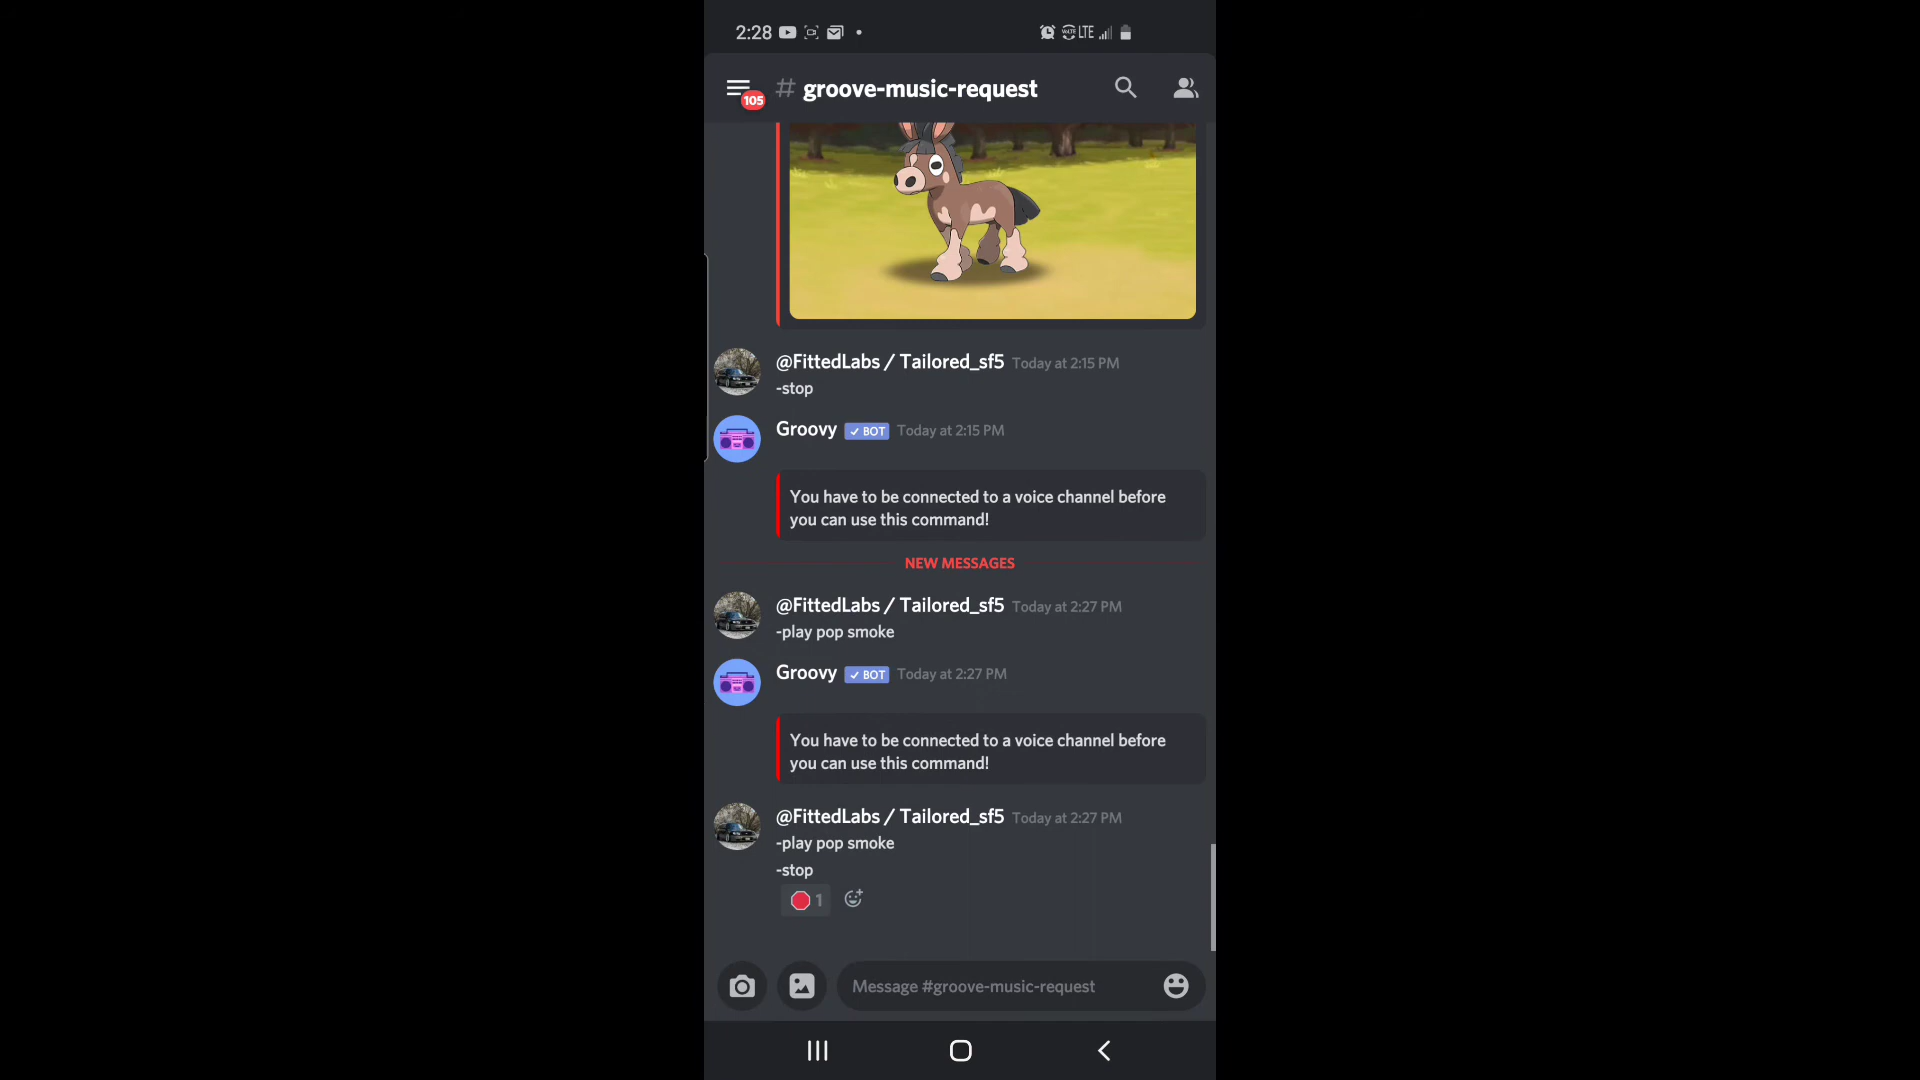 2:28
VoLTE LTE
105
# groove-music-request
@FittedLabs / Tailored_sf5 Today at 2:15 PM
-stop
Groovy ✓ BOT Today at 2:15 PM
You have to be connected to a voice channel before
you can use this command!
NEW MESSAGES
@FittedLabs / Tailored_sf5 Today at 2:27 PM
-play pop smoke
Groovy ✓ BOT Today at 2:27 PM
You have to be connected to a voice channel before
you can use this command!
@FittedLabs / Tailored_sf5 Today at 2:27 PM
-play pop smoke
-stop
1
Message #groove-music-request